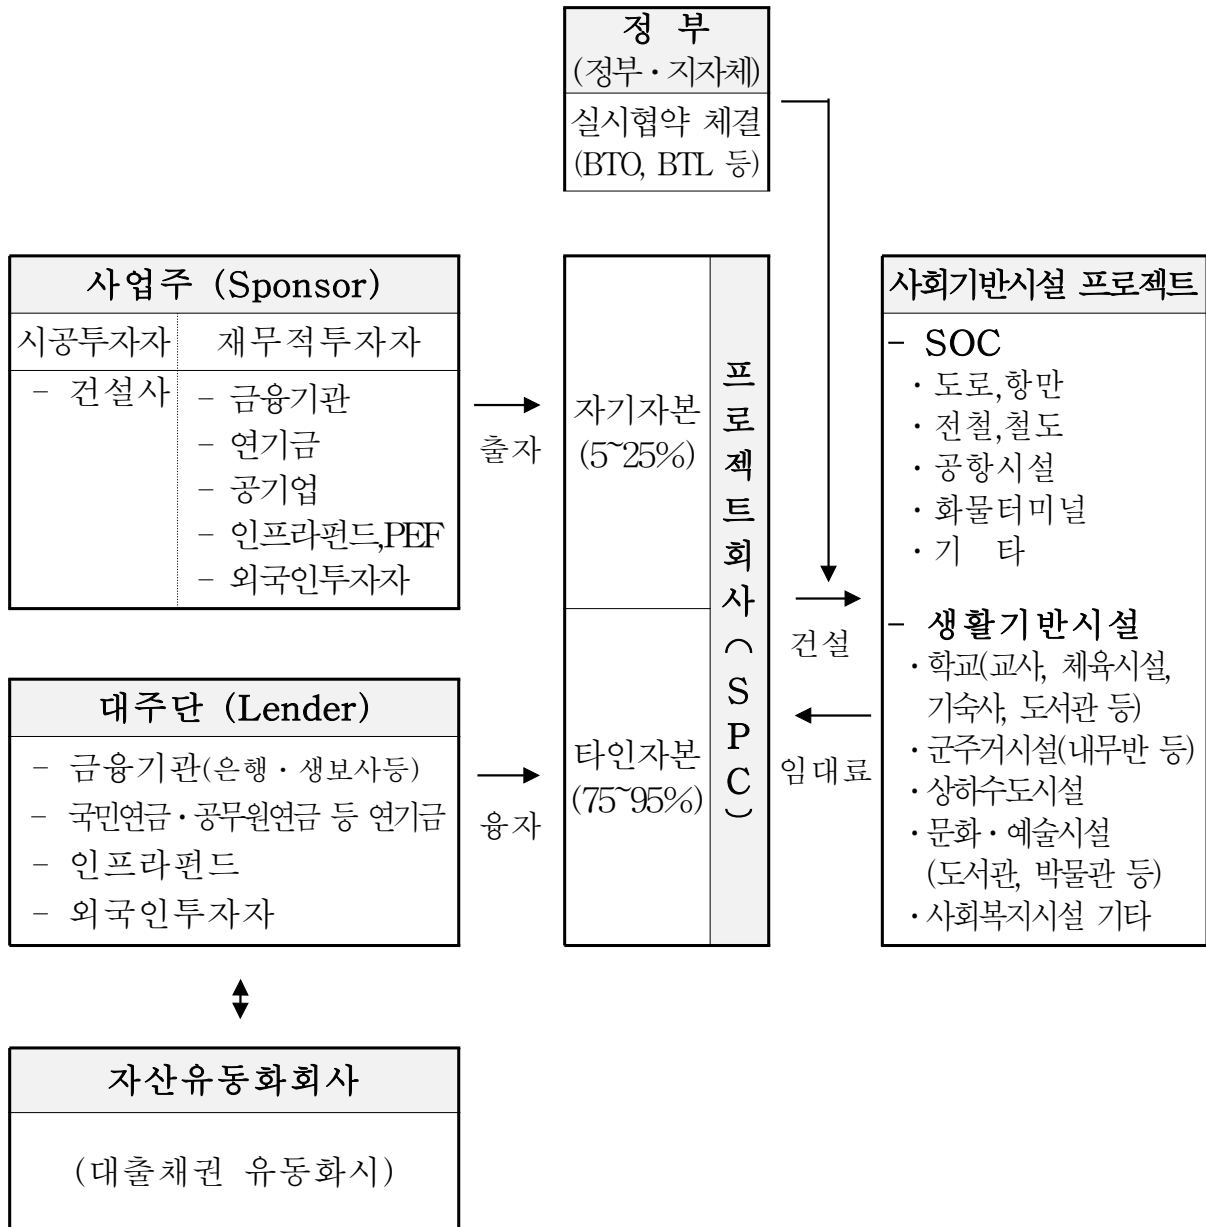 정 부
(정부·지자체)
실시협약 체결
(BTO, BTL 등)
사업주 (Sponsor)
시공투자자
재무적투자자
- 건설사
- 금융기관
- 연기금
- 공기업
- 인프라펀드,PEF
- 외국인투자자
출자
대주단 (Lender)
- 금융기관(은행·생보사등)
- 국민연금·공무원연금 등 연기금
- 인프라펀드
- 외국인투자자
융자
자산유동화회사
(대출채권 유동화시)
자기자본
(5~25%)
타인자본
(75~95%)
프로젝트회사(SPC)
건설
임대료
사회기반시설 프로젝트
- SOC
·도로,항만
·전철,철도
·공항시설
·화물터미널
·기 타
- 생활기반시설
·학교(교사, 체육시설,
기숙사, 도서관 등)
·군주거시설(내무반 등)
·상하수도시설
·문화·예술시설
(도서관, 박물관 등)
·사회복지시설 기타